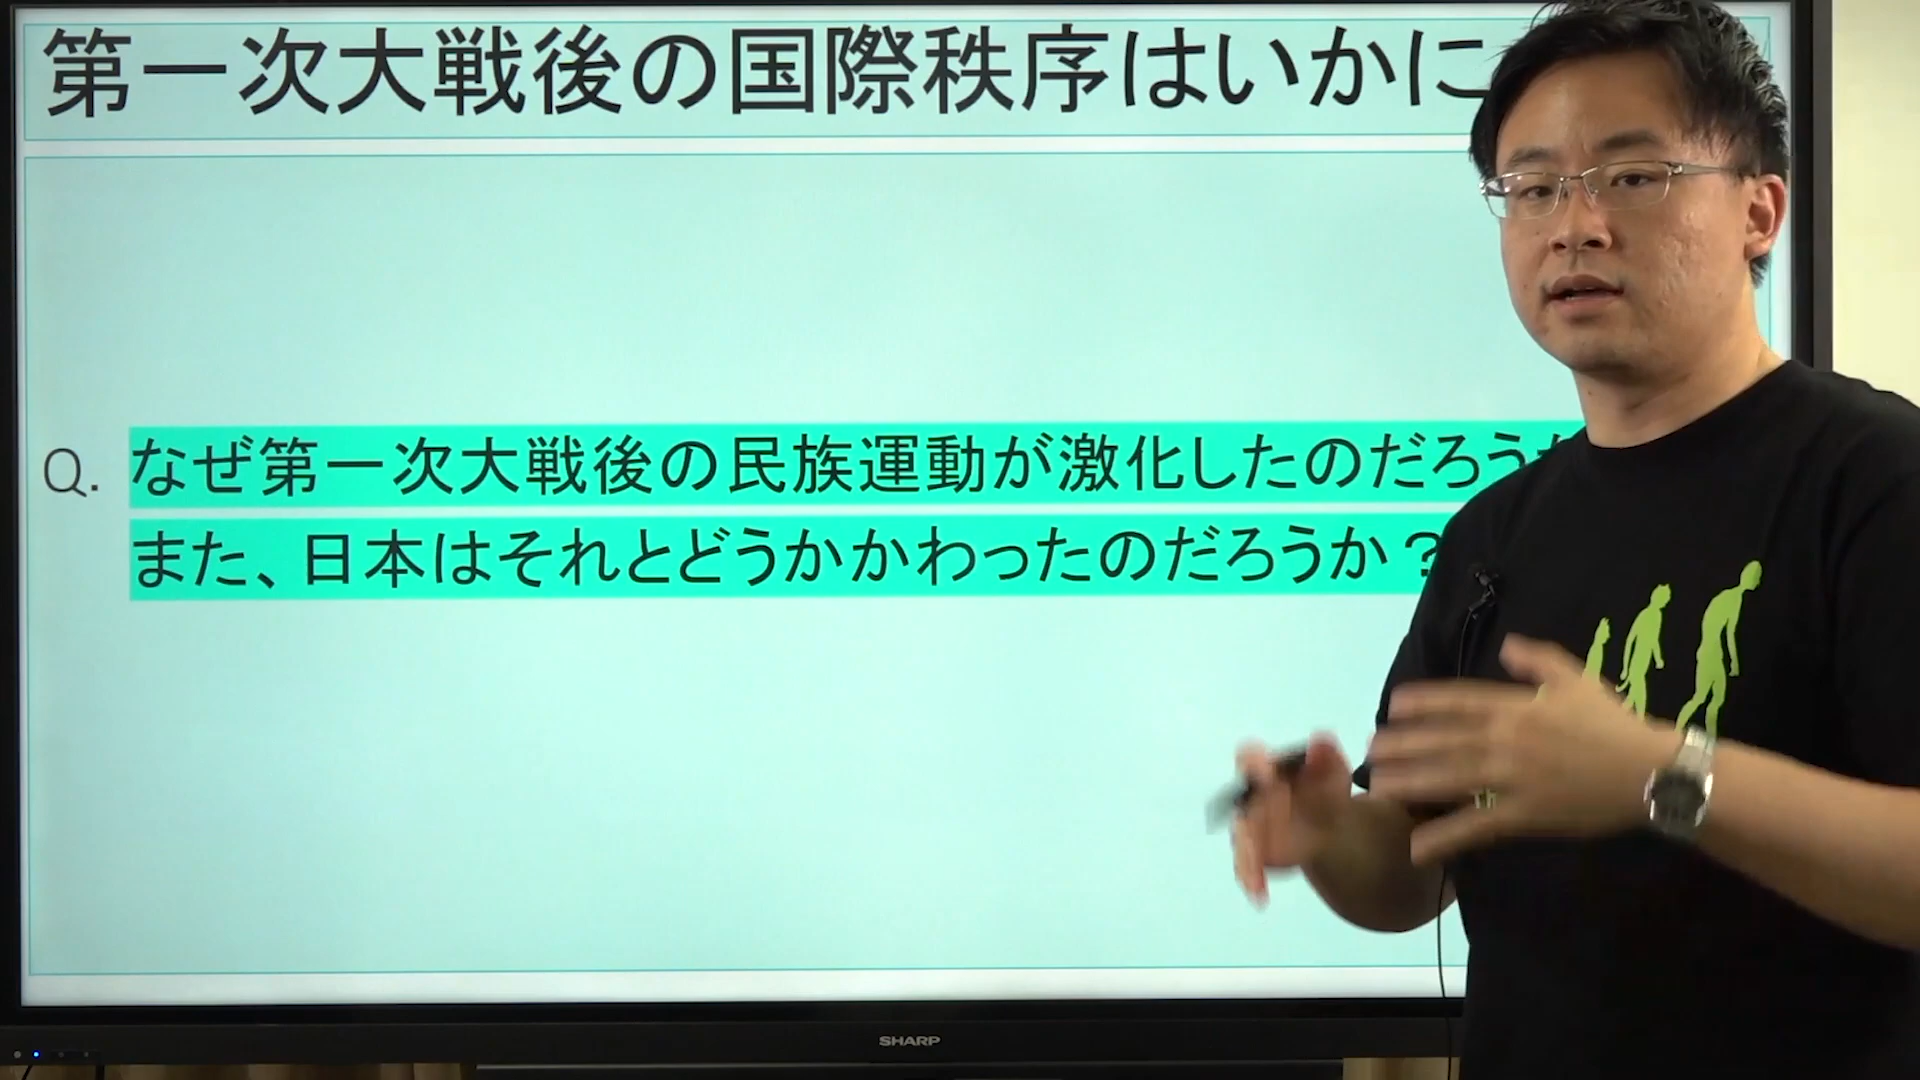 第一次大戦後の国際秩序はいかに
Q. なぜ第一次大戦後の民族運動が激化したのだろう
また、日本はそれとどうかかわったのだろうか？
SHARP